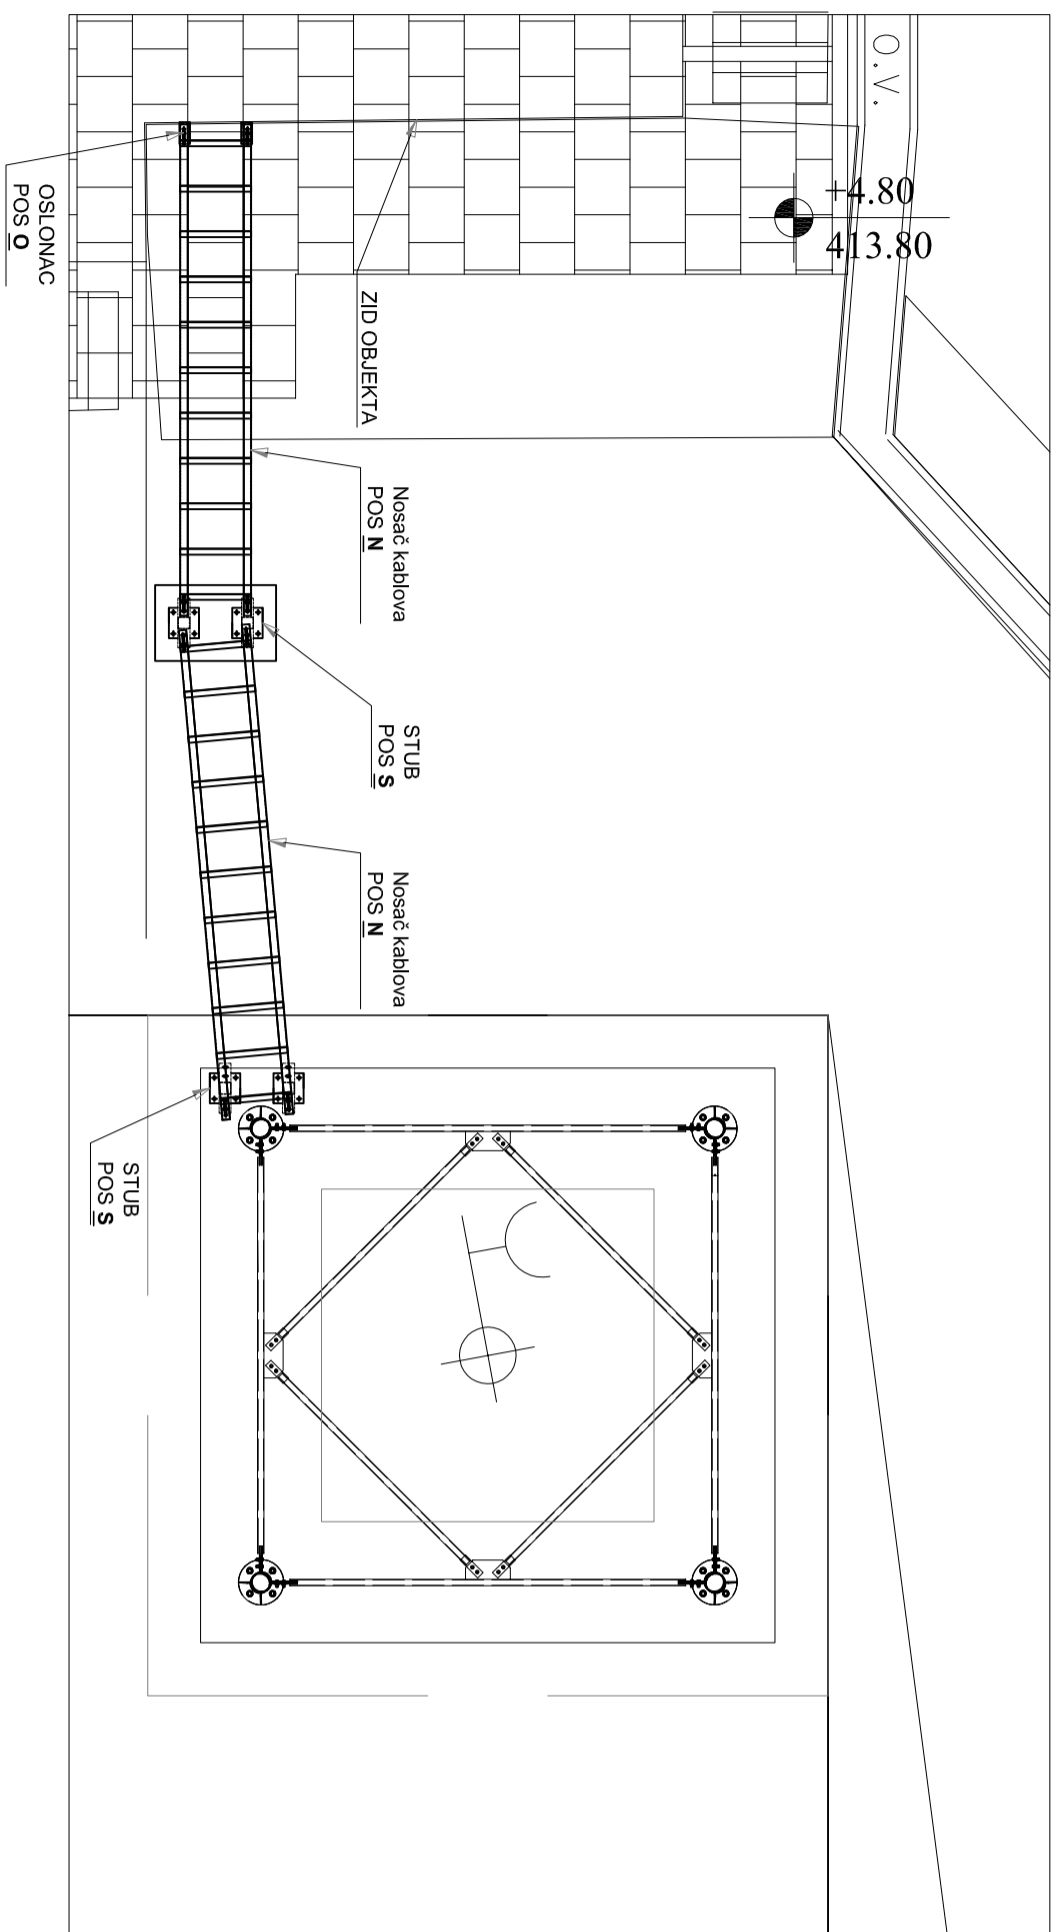 O.V.
+4.80
413.80
OSLONAC
POS O
ZID OBJEKTA
Nosač kablova
POS N
STUB
POS S
Nosač kablova
POS N
STUB
POS S